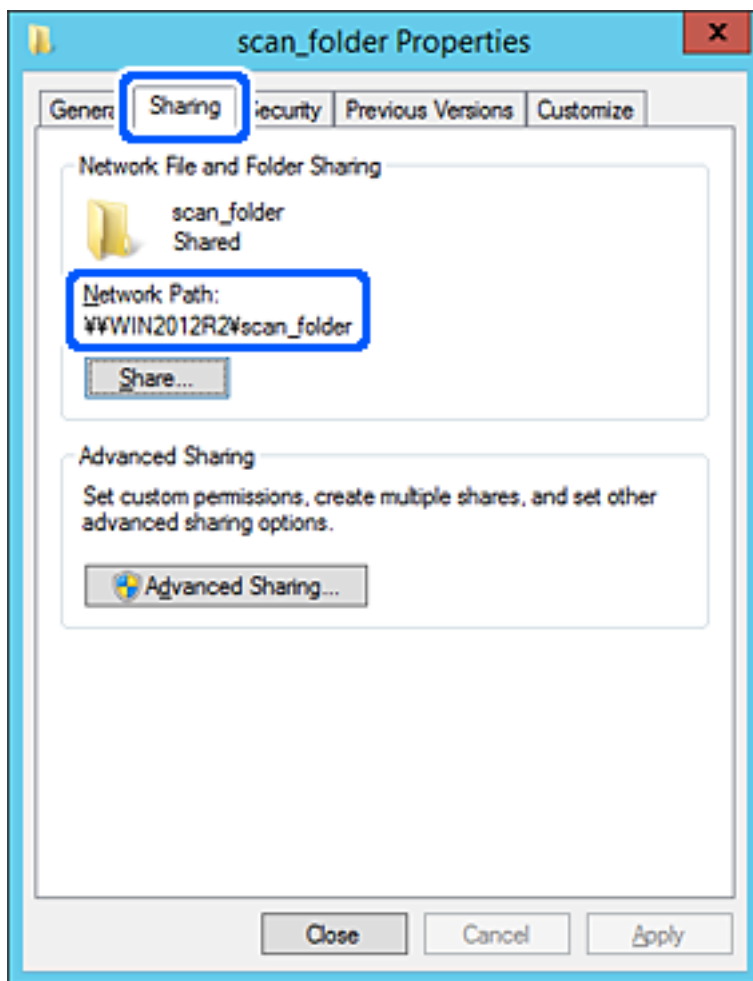 scan_folder Properties
x
Genera Sharing ecurity Previous Versions Customize
Network File and Folder Sharing
scan_folder
Shared
Network Path:
¥¥WIN2012R2¥scan_folder
Share...
Advanced Sharing
Set custom permissions, create multiple shares, and set other
advanced sharing options.
Advanced Sharing...
Close Cancel Apply